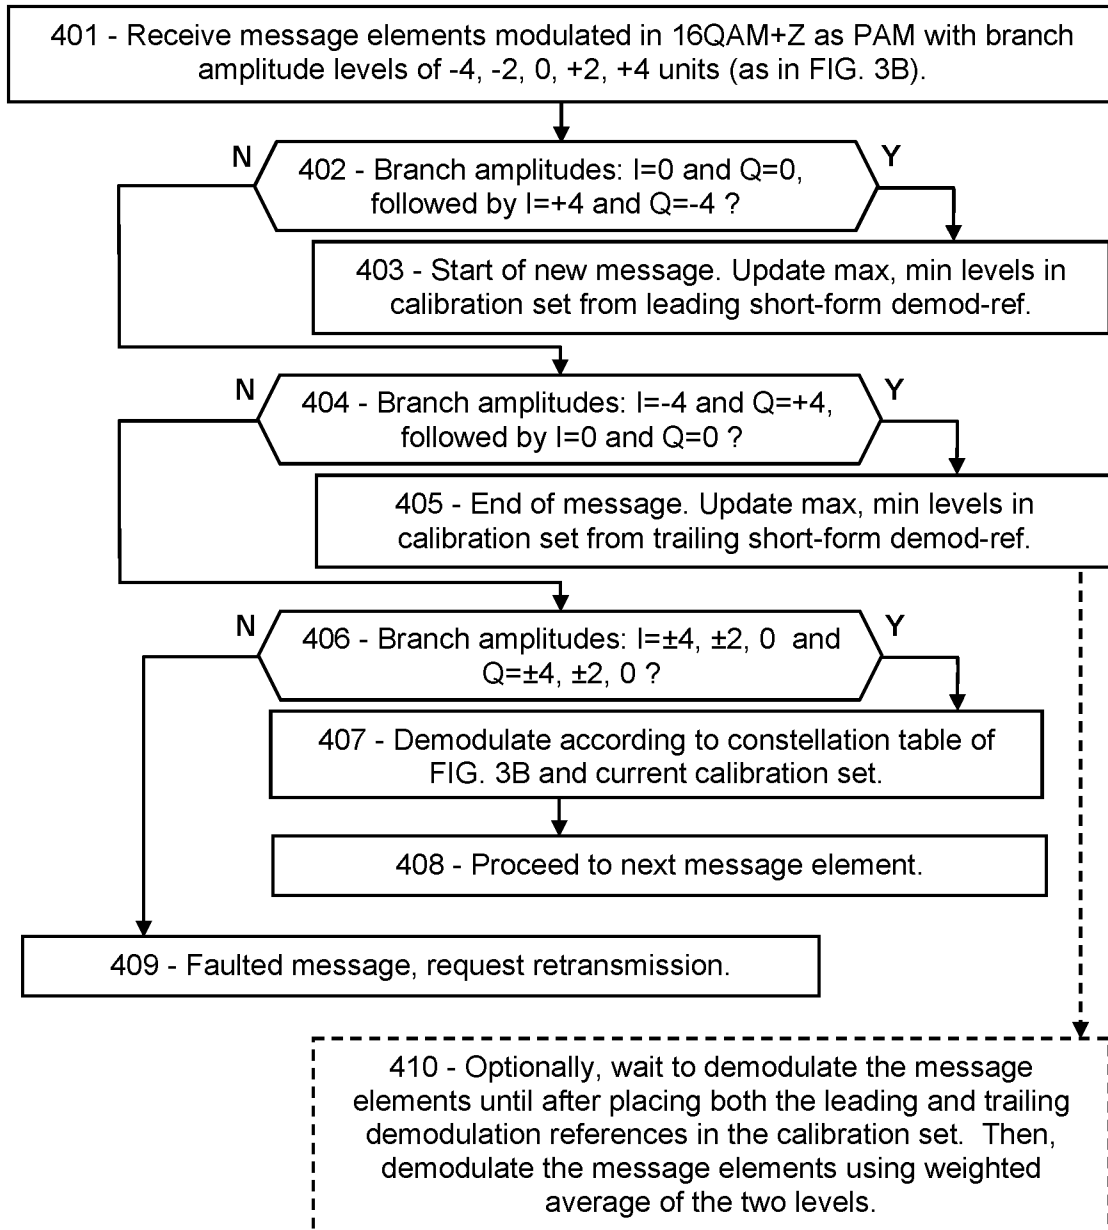 401 - Receive message elements modulated in 16QAM+Z as PAM with branch
amplitude levels of -4, -2, 0, +2, +4 units (as in FIG. 3B).
N
Y
402 - Branch amplitudes: I=0 and Q=0,
followed by I=+4 and Q=-4 ?
403 - Start of new message. Update max, min levels in
calibration set from leading short-form demod-ref.
N
Y
404 - Branch amplitudes: I=-4 and Q=+4,
followed by I=0 and Q=0 ?
405 - End of message. Update max, min levels in
calibration set from trailing short-form demod-ref.
N
Y
406 - Branch amplitudes: I=±4, ±2, 0  and
Q=±4, ±2, 0 ?
407 - Demodulate according to constellation table of
FIG. 3B and current calibration set.
408 - Proceed to next message element.
409 - Faulted message, request retransmission.
410 - Optionally, wait to demodulate the message
elements until after placing both the leading and trailing
demodulation references in the calibration set.  Then,
demodulate the message elements using weighted
average of the two levels.